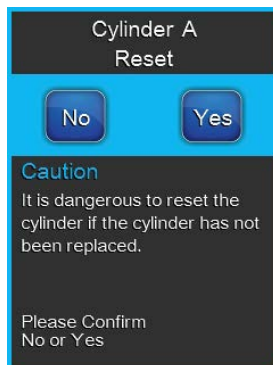 Cylinder A
Reset
No
Yes
Caution
It is dangerous to reset the
cylinder if the cylinder has not
been replaced.
Please Confirm
No or Yes